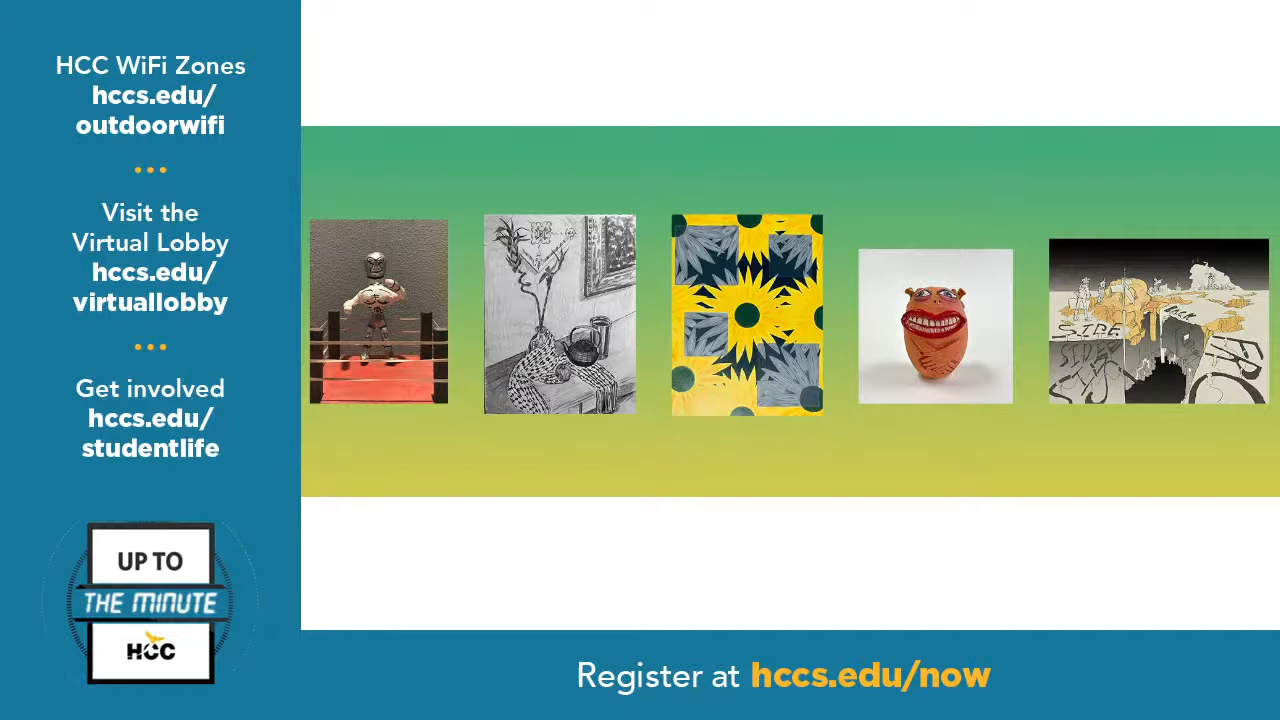 HCC WiFi Zones
hccs.edu/
outdoorwifi
Visit the
Virtual Lobby
hccs.edu/
virtuallobby
Get involved
hccs.edu/
studentlife
UP TO
THE MINUTE
HCC
Register at hccs.edu/now